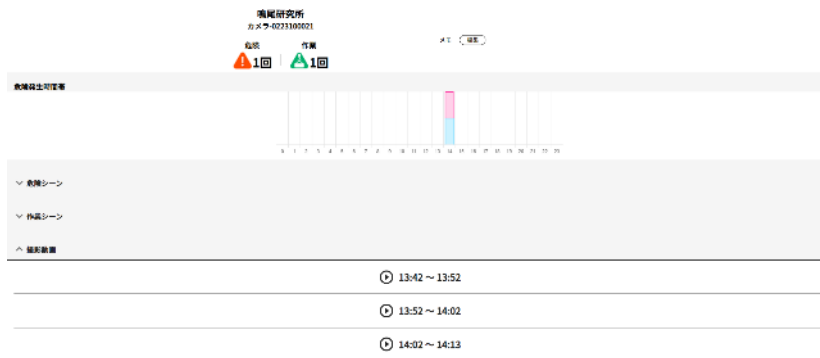 鳴尾研究所
カメラ-0223100021
危険 作業
1回 1回
メモ 編集
危険発生時間帯
0 1 2 3 4 5 6 7 8 9 10 11 12 13 14 15 16 17 18 19 20 21 22 23
危険シーン
作業シーン
撮影動画
13:42 ～ 13:52
13:52 ～ 14:02
14:02 ～ 14:13